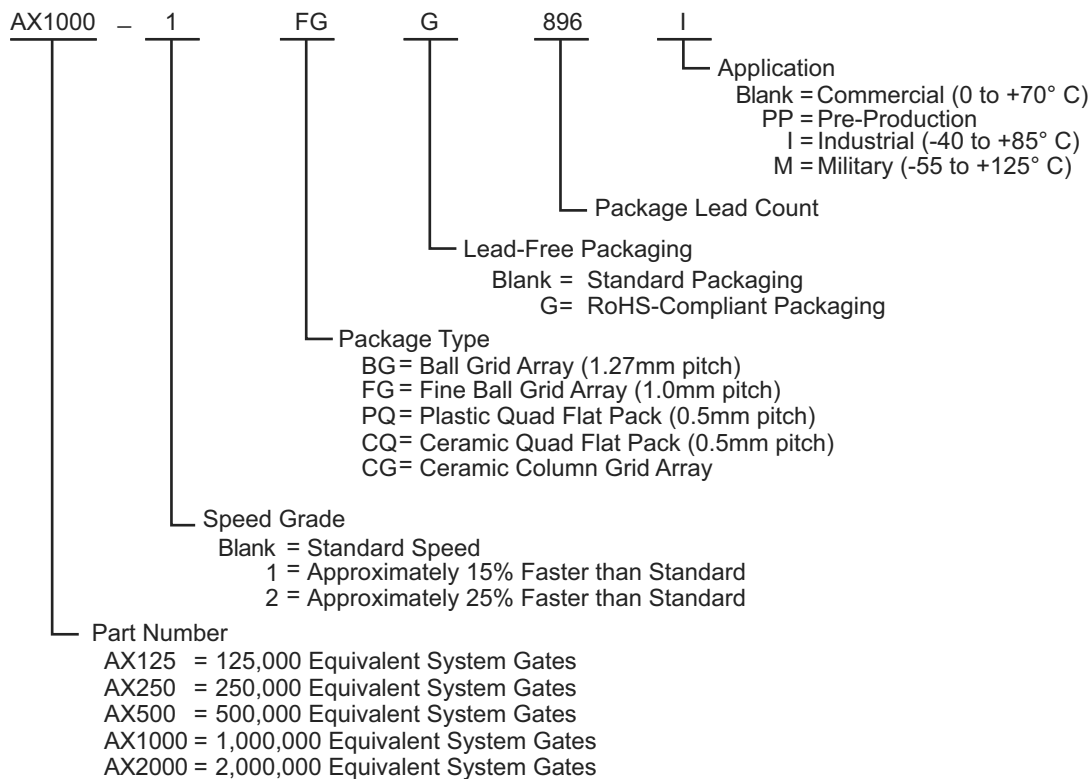 AX1000 – 1 FG G 896 I
Application
Blank = Commercial (0 to +70° C)
PP = Pre-Production
I = Industrial (-40 to +85° C)
M = Military (-55 to +125° C)
Package Lead Count
Lead-Free Packaging
Blank = Standard Packaging
G= RoHS-Compliant Packaging
Package Type
BG= Ball Grid Array (1.27mm pitch)
FG= Fine Ball Grid Array (1.0mm pitch)
PQ= Plastic Quad Flat Pack (0.5mm pitch)
CQ= Ceramic Quad Flat Pack (0.5mm pitch)
CG= Ceramic Column Grid Array
Speed Grade
Blank = Standard Speed
1 = Approximately 15% Faster than Standard
2 = Approximately 25% Faster than Standard
Part Number
AX125 = 125,000 Equivalent System Gates
AX250 = 250,000 Equivalent System Gates
AX500 = 500,000 Equivalent System Gates
AX1000 = 1,000,000 Equivalent System Gates
AX2000 = 2,000,000 Equivalent System Gates